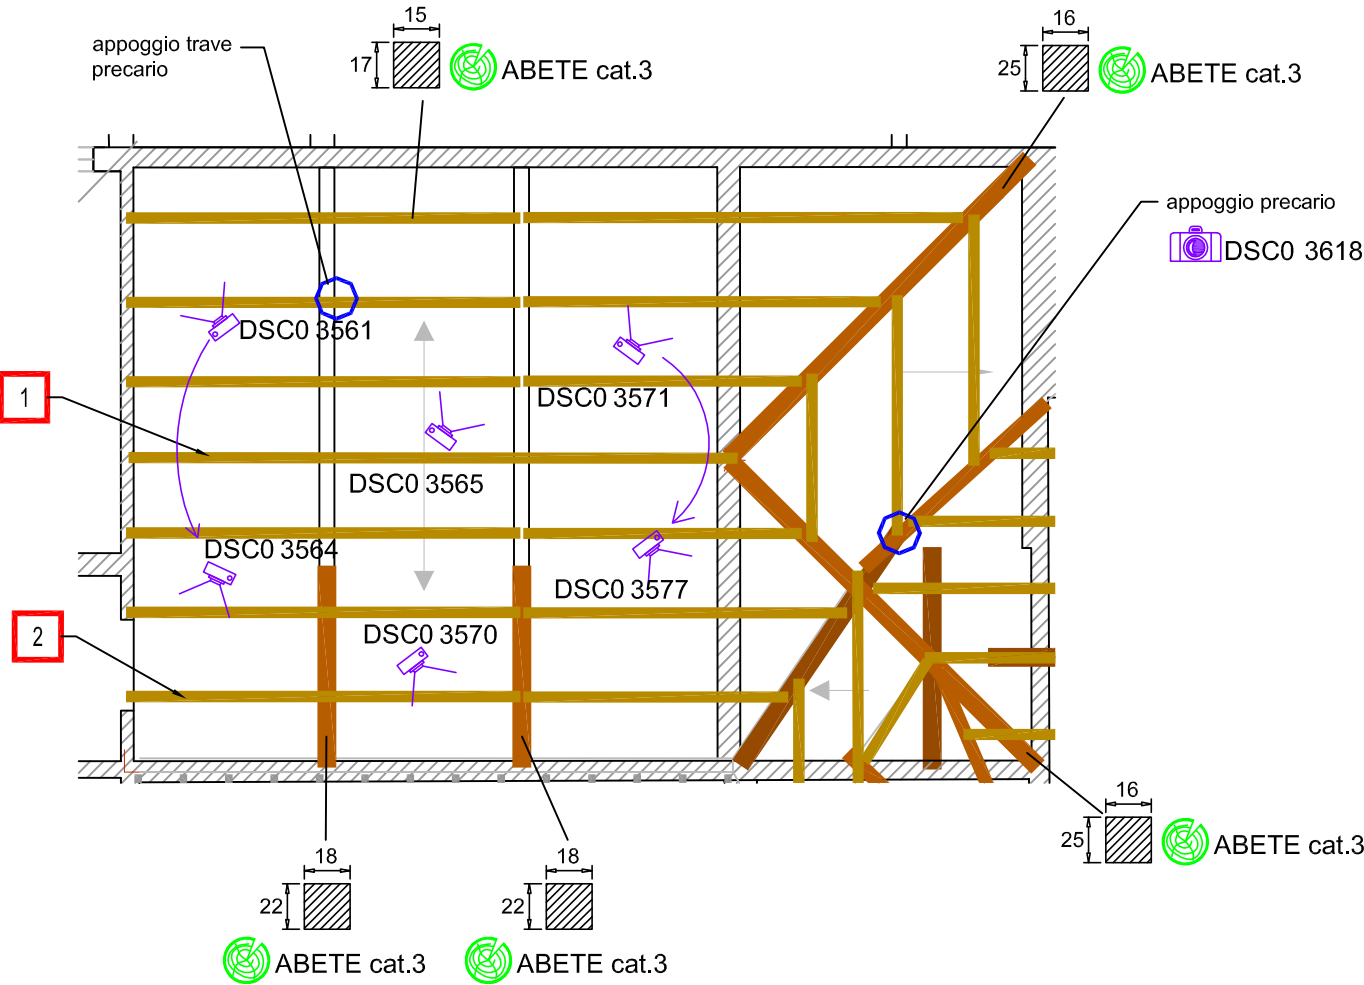 15
17
ABETE cat.3
16
25
ABETE cat.3
appoggio trave
precario
appoggio precario
DSC0 3618
DSC0 3561
1
DSC0 3571
DSC0 3565
DSC0 3564
DSC0 3577
2
DSC0 3570
16
25
ABETE cat.3
18
22
ABETE cat.3
18
22
ABETE cat.3